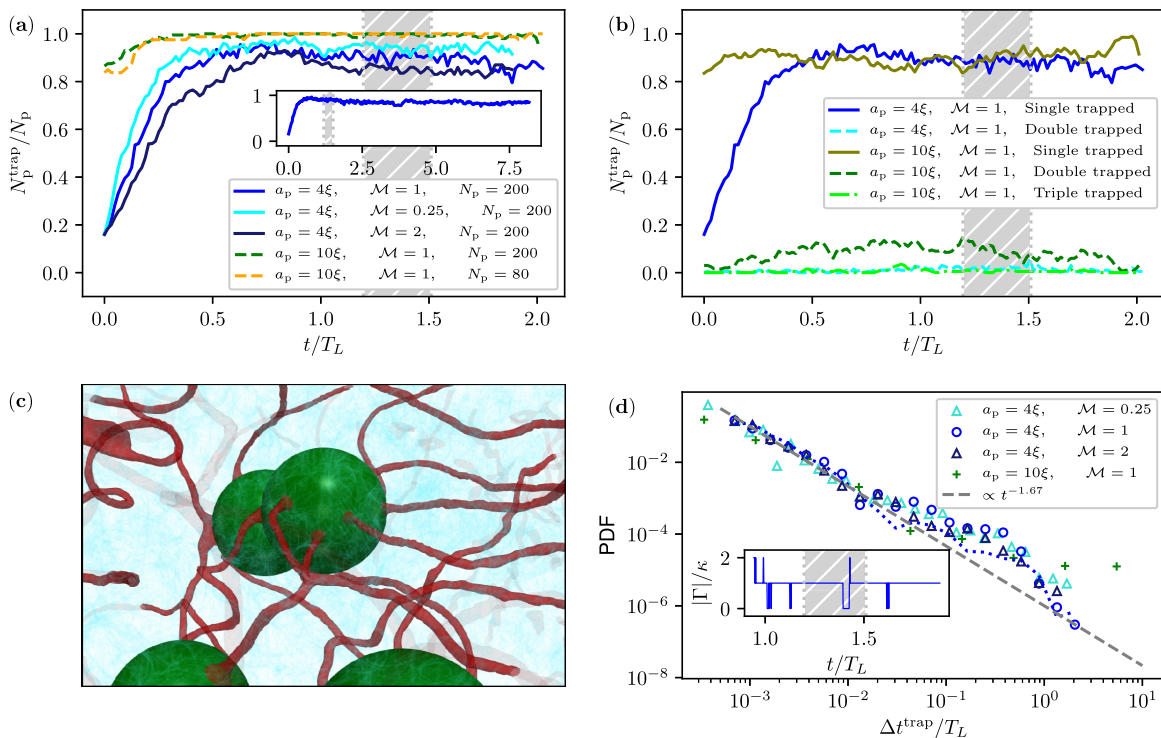 (a)
1.0
0.8
0.6
0.4
0.2
0.0
N_p^trap/N_p
0.0 0.5 1.0 1.5 2.0
t/T_L
1
0
0.0 2.5 5.0 7.5
a_p = 4ξ, ℳ = 1, N_p = 200
a_p = 4ξ, ℳ = 0.25, N_p = 200
a_p = 4ξ, ℳ = 2, N_p = 200
a_p = 10ξ, ℳ = 1, N_p = 200
a_p = 10ξ, ℳ = 1, N_p = 80
(b)
1.0
0.8
0.6
0.4
0.2
0.0
N_p^trap/N_p
0.0 0.5 1.0 1.5 2.0
t/T_L
a_p = 4ξ, ℳ = 1, Single trapped
a_p = 4ξ, ℳ = 1, Double trapped
a_p = 10ξ, ℳ = 1, Single trapped
a_p = 10ξ, ℳ = 1, Double trapped
a_p = 10ξ, ℳ = 1, Triple trapped
(c)
(d)
10^−2
10^−4
10^−6
10^−8
PDF
10^−3 10^−2 10^−1 10^0 10^1
Δt^trap/T_L
a_p = 4ξ, ℳ = 0.25
a_p = 4ξ, ℳ = 1
a_p = 4ξ, ℳ = 2
a_p = 10ξ, ℳ = 1
∝ t^−1.67
2
0
|Γ|/κ
1.0 1.5
t/T_L